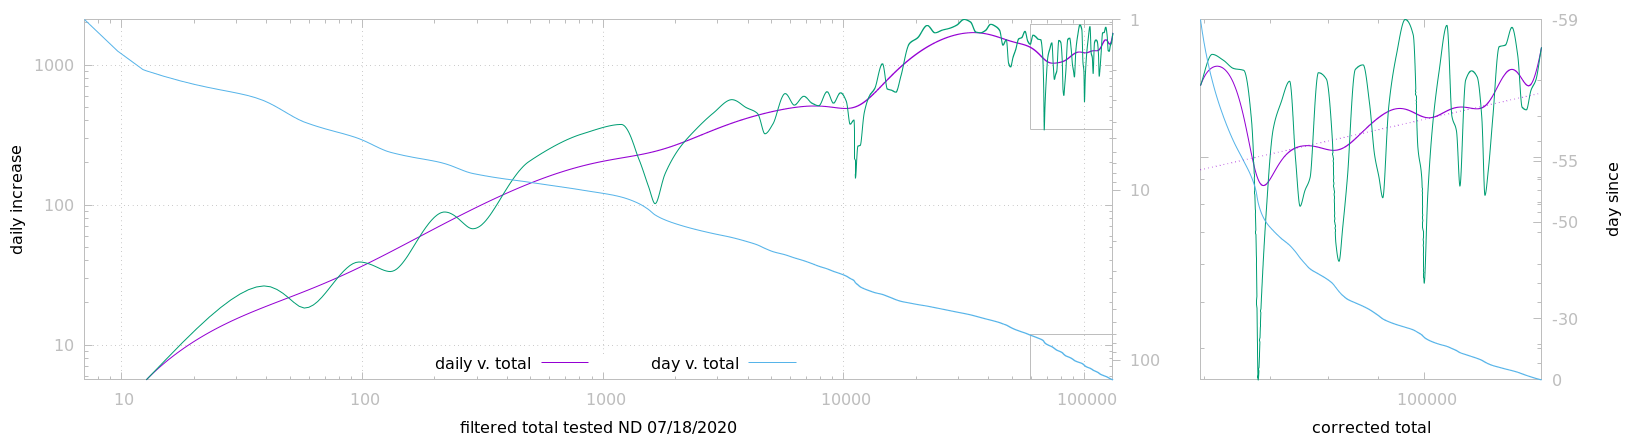 1 -59
1000
daily increase
100 10 -55
-50
day since
-30
10 daily v. total day v. total 100
0
10 100 1000 10000 100000 100000
filtered total tested ND 07/18/2020 corrected total